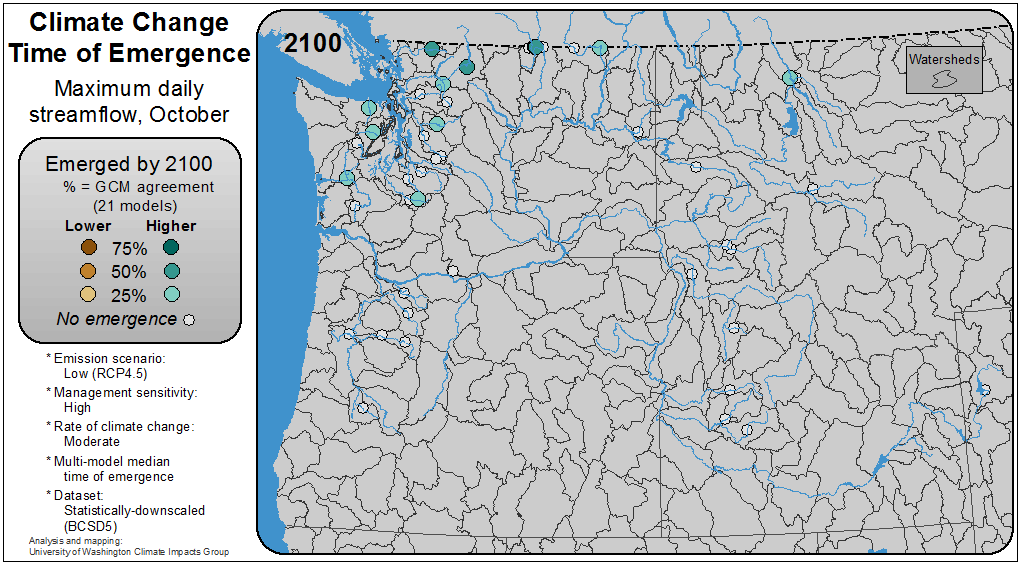 Climate Change
Time of Emergence
Maximum daily
streamflow, October
Emerged by 2100
% = GCM agreement
(21 models)
Lower Higher
75%
50%
25%
No emergence
* Emission scenario:
Low (RCP4.5)
* Management sensitivity:
High
* Rate of climate change:
Moderate
* Multi-model median
time of emergence
* Dataset:
Statistically-downscaled
(BCSD5)
Analysis and mapping:
University of Washington Climate Impacts Group
2100
Watersheds